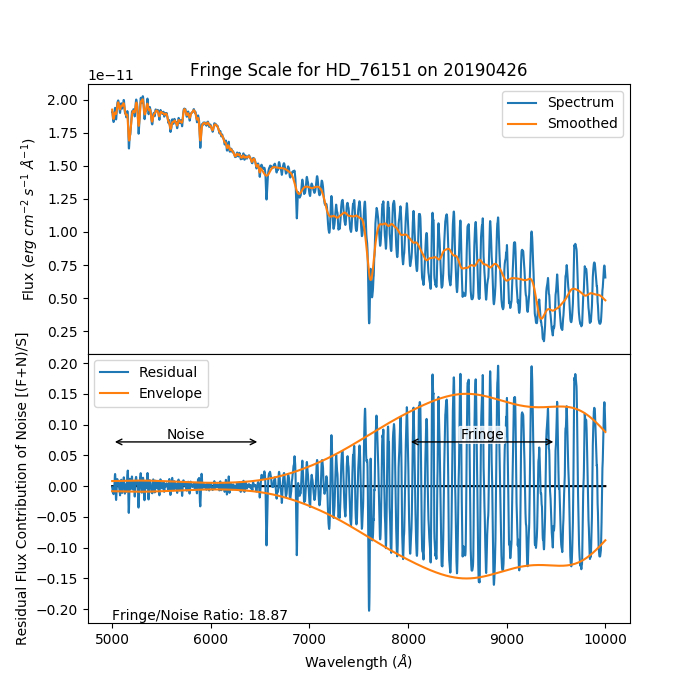 Fringe Scale for HD_76151 on 20190426
1e−11
Flux (erg cm⁻² s⁻¹ Å⁻¹)
2.00
1.75
1.50
1.25
1.00
0.75
0.50
0.25
Spectrum
Smoothed
Residual Flux Contribution of Noise [(F+N)/S]
0.20
0.15
0.10
0.05
0.00
−0.05
−0.10
−0.15
−0.20
Residual
Envelope
Noise
Fringe
Fringe/Noise Ratio: 18.87
5000 6000 7000 8000 9000 10000
Wavelength (Å)